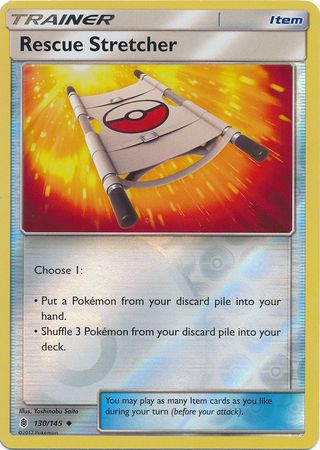 TRAINER
Item
Rescue Stretcher
Choose 1:
• Put a Pokémon from your discard pile into your
hand.
• Shuffle 3 Pokémon from your discard pile into your
deck.
Illus. Yoshinobu Saito
130/145 ◆
©2017 Pokémon
You may play as many Item cards as you like
during your turn (before your attack).